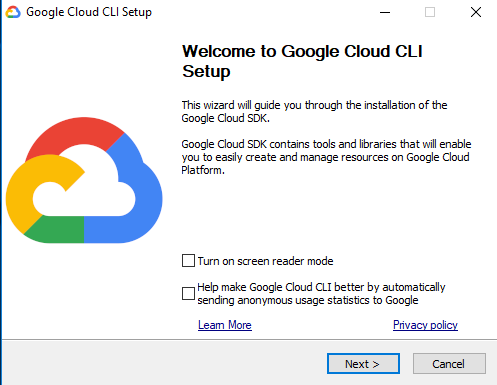 Google Cloud CLI Setup
Welcome to Google Cloud CLI
Setup
This wizard will guide you through the installation of the
Google Cloud SDK.
Google Cloud SDK contains tools and libraries that will enable
you to easily create and manage resources on Google Cloud
Platform.
Turn on screen reader mode
Help make Google Cloud CLI better by automatically
sending anonymous usage statistics to Google
Learn More Privacy policy
Next > Cancel